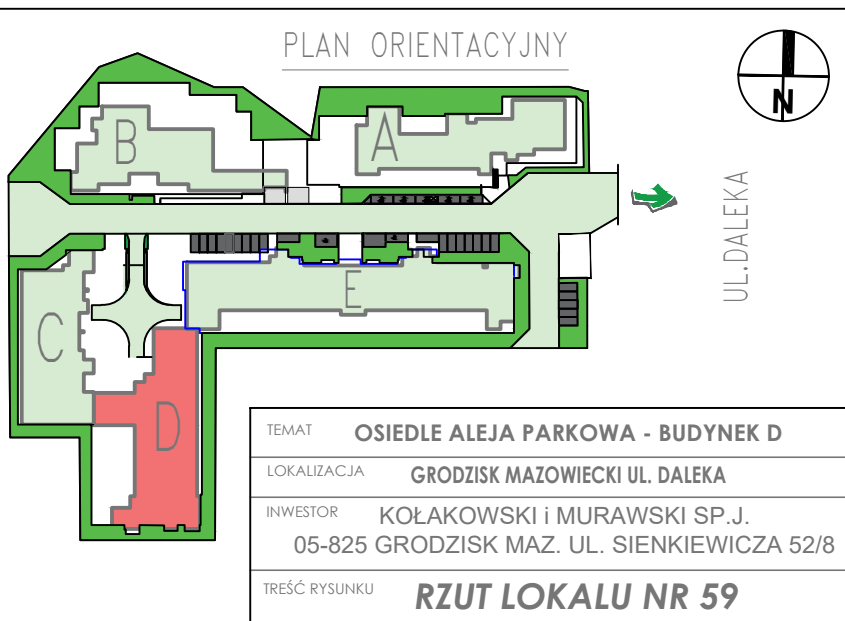 PLAN ORIENTACYJNY
N
B
A
UL.DALEKA
E
C
D
TEMAT OSIEDLE ALEJA PARKOWA - BUDYNEK D
LOKALIZACJA GRODZISK MAZOWIECKI UL. DALEKA
INWESTOR KOŁAKOWSKI i MURAWSKI SP.J.
05-825 GRODZISK MAZ. UL. SIENKIEWICZA 52/8
TREŚĆ RYSUNKU RZUT LOKALU NR 59